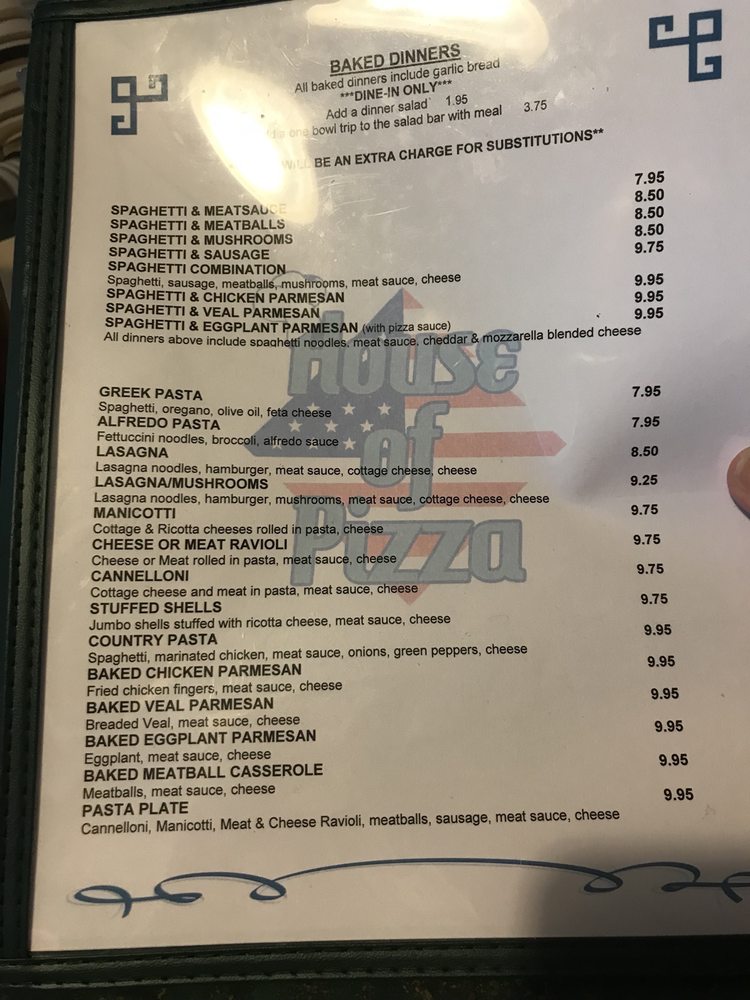 BAKED DINNERS
All baked dinners include garlic bread
***DINE-IN ONLY***
Add a dinner salad 1.95
one bowl trip to the salad bar with meal 3.75
WILL BE AN EXTRA CHARGE FOR SUBSTITUTIONS**
SPAGHETTI & MEATSAUCE 7.95
SPAGHETTI & MEATBALLS 8.50
SPAGHETTI & MUSHROOMS 8.50
SPAGHETTI & SAUSAGE 8.50
SPAGHETTI COMBINATION 9.75
Spaghetti, sausage, meatballs, mushrooms, meat sauce, cheese
SPAGHETTI & CHICKEN PARMESAN 9.95
SPAGHETTI & VEAL PARMESAN 9.95
SPAGHETTI & EGGPLANT PARMESAN (with pizza sauce) 9.95
All dinners above include spaghetti noodles, meat sauce, cheddar & mozzarella blended cheese
House of Pizza
GREEK PASTA 7.95
Spaghetti, oregano, olive oil, feta cheese
ALFREDO PASTA 7.95
Fettuccini noodles, broccoli, alfredo sauce
LASAGNA 8.50
Lasagna noodles, hamburger, meat sauce, cottage cheese, cheese
LASAGNA/MUSHROOMS 9.25
Lasagna noodles, hamburger, mushrooms, meat sauce, cottage cheese, cheese
MANICOTTI 9.75
Cottage & Ricotta cheeses rolled in pasta, cheese
CHEESE OR MEAT RAVIOLI 9.75
Cheese or Meat rolled in pasta, meat sauce, cheese
CANNELLONI 9.75
Cottage cheese and meat in pasta, meat sauce, cheese
STUFFED SHELLS 9.75
Jumbo shells stuffed with ricotta cheese, meat sauce, cheese
COUNTRY PASTA 9.95
Spaghetti, marinated chicken, meat sauce, onions, green peppers, cheese
BAKED CHICKEN PARMESAN 9.95
Fried chicken fingers, meat sauce, cheese
BAKED VEAL PARMESAN 9.95
Breaded Veal, meat sauce, cheese
BAKED EGGPLANT PARMESAN 9.95
Eggplant, meat sauce, cheese
BAKED MEATBALL CASSEROLE 9.95
Meatballs, meat sauce, cheese
PASTA PLATE 9.95
Cannelloni, Manicotti, Meat & Cheese Ravioli, meatballs, sausage, meat sauce, cheese